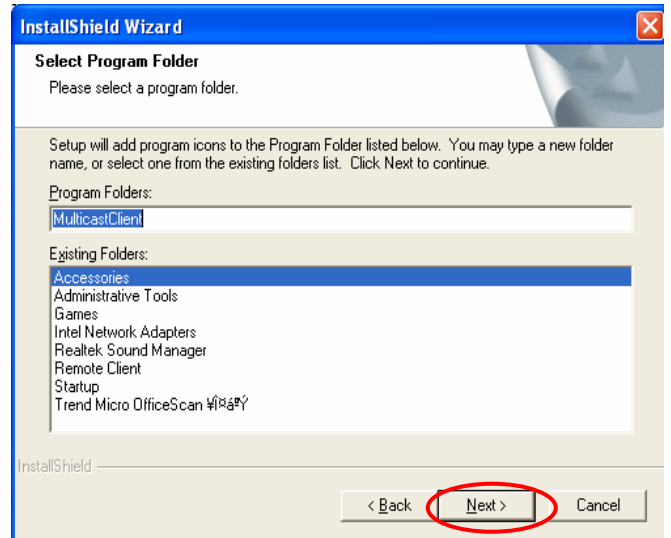 InstallShield Wizard
Select Program Folder
Please select a program folder.
Setup will add program icons to the Program Folder listed below. You may type a new folder
name, or select one from the existing folders list. Click Next to continue.
Program Folders:
MulticastClient
Existing Folders:
Accessories
Administrative Tools
Games
Intel Network Adapters
Realtek Sound Manager
Remote Client
Startup
Trend Micro OfficeScan
InstallShield
< Back
Next >
Cancel